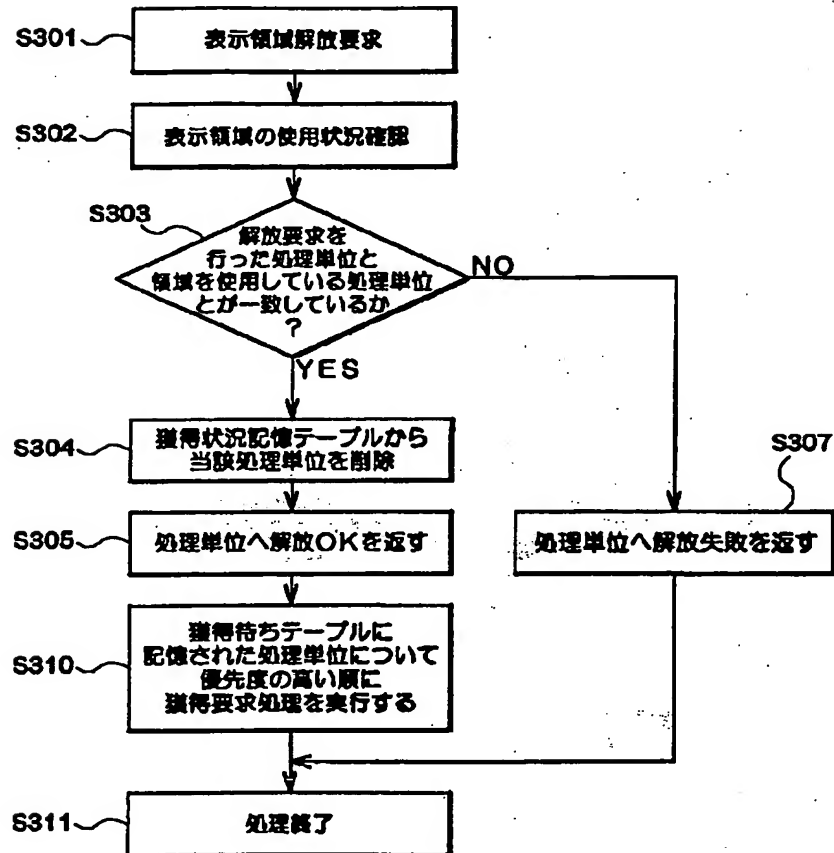 S301
表示領域解放要求
S302
表示領域の使用状況確認
S303
解放要求を
行った処理単位と
領域を使用している処理単位
とが一致しているか
?
NO
YES
S304
獲得状況記憶テーブルから
当該処理単位を削除
S307
S305
処理単位へ解放OKを返す
処理単位へ解放失敗を返す
S310
獲得待ちテーブルに
記憶された処理単位について
優先度の高い順に
獲得要求処理を実行する
S311
処理終了